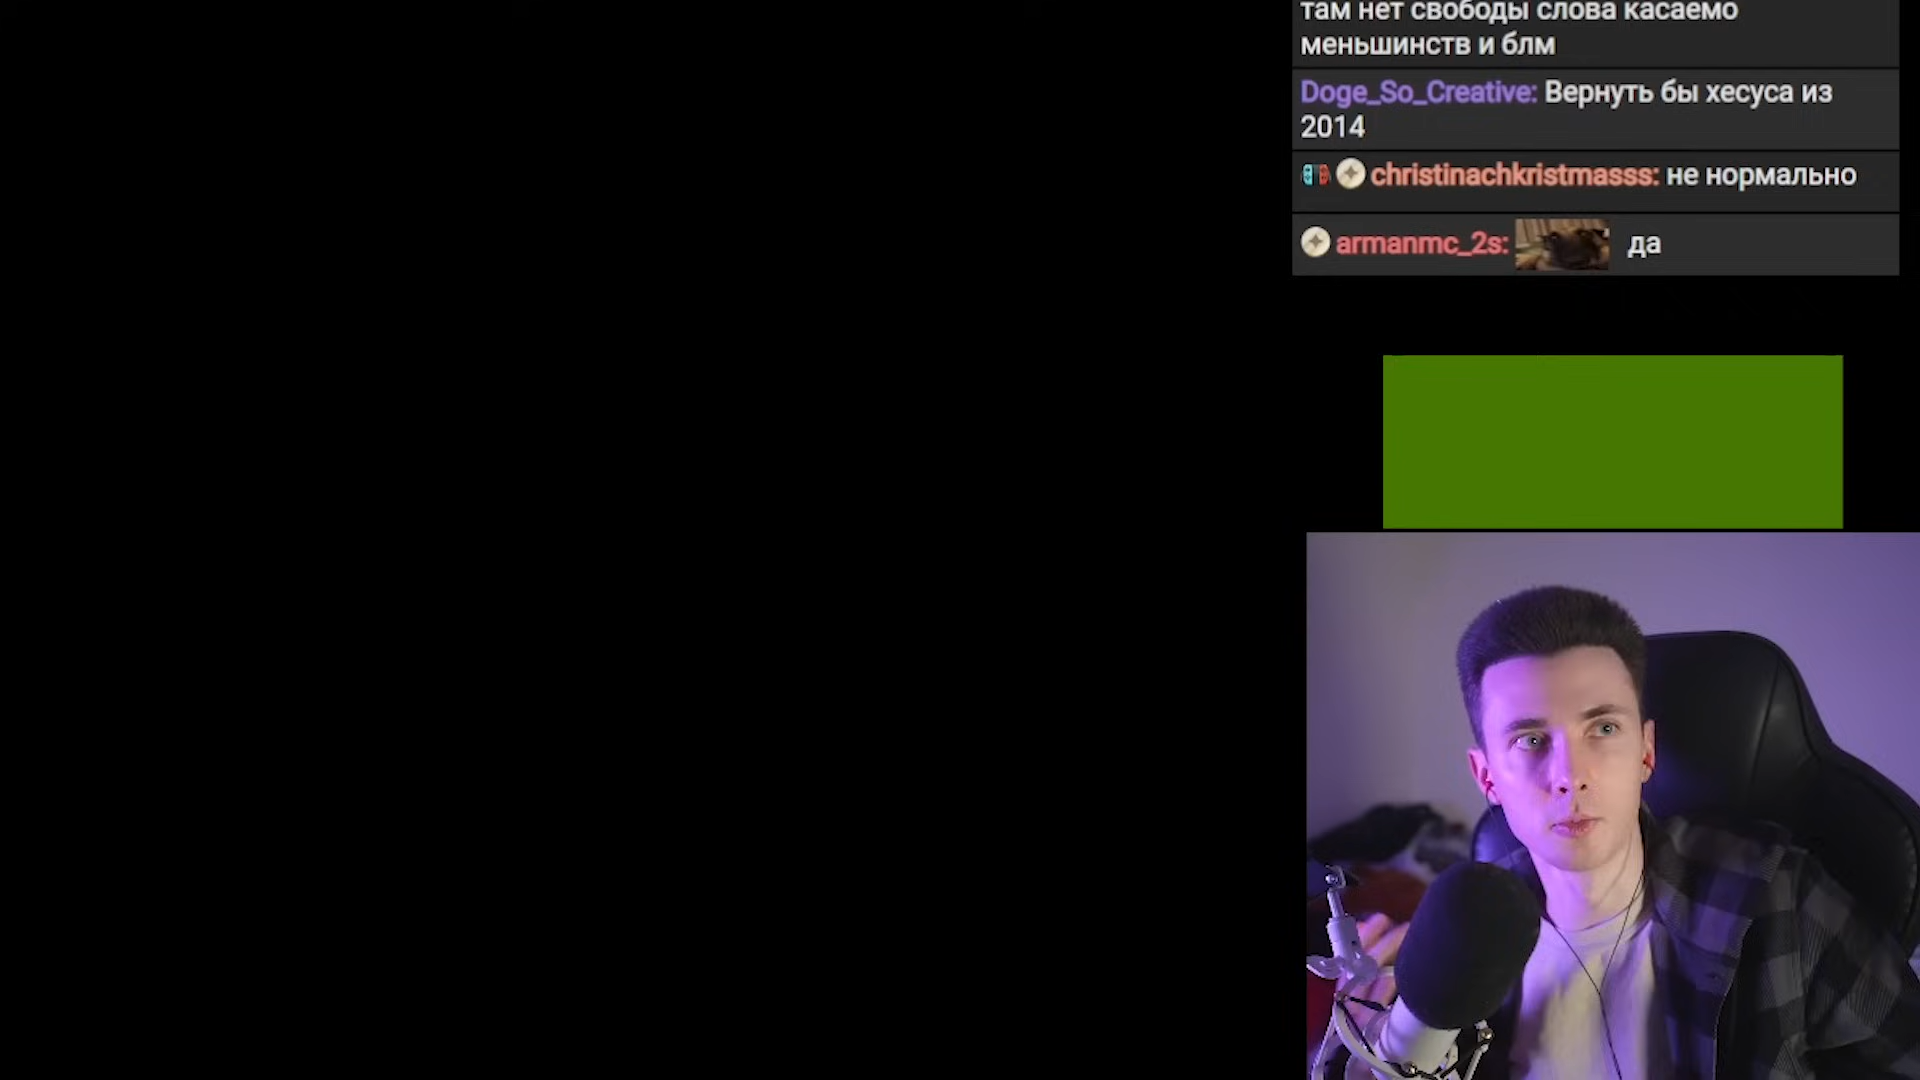 там нет свободы слова касаемо
меньшинств и блм
Doge_So_Creative: Вернуть бы хесуса из
2014
christinachkristmasss: не нормально
armanmc_2s: да